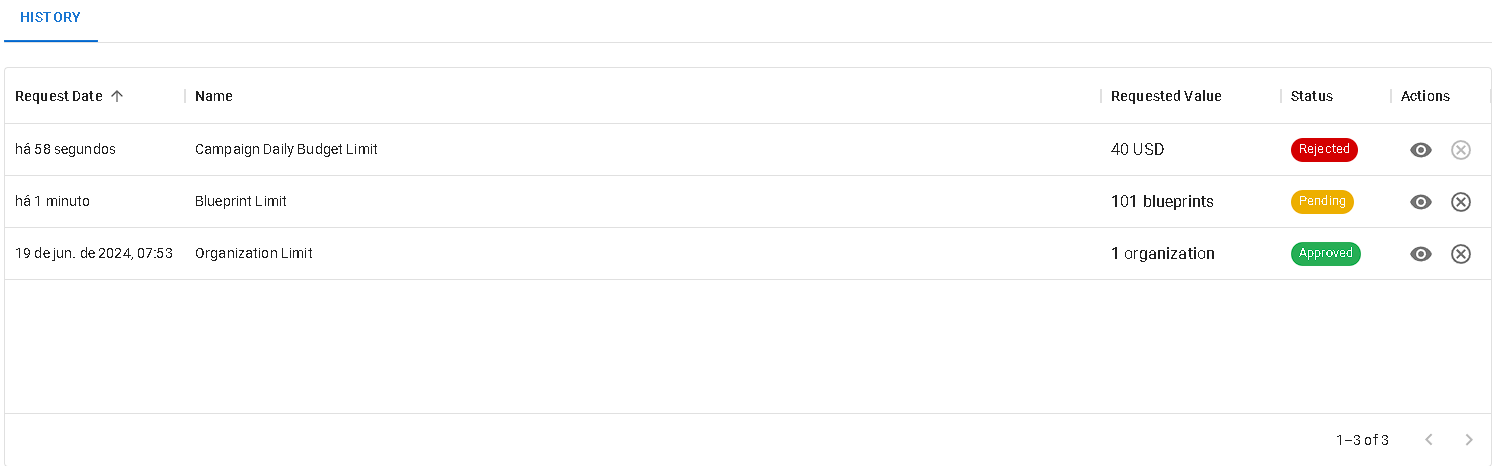 HISTORY
Request Date Name Requested Value Status Actions
há 58 segundos Campaign Daily Budget Limit 40 USD Rejected
há 1 minuto Blueprint Limit 101 blueprints Pending
19 de jun. de 2024, 07:53 Organization Limit 1 organization Approved
1–3 of 3